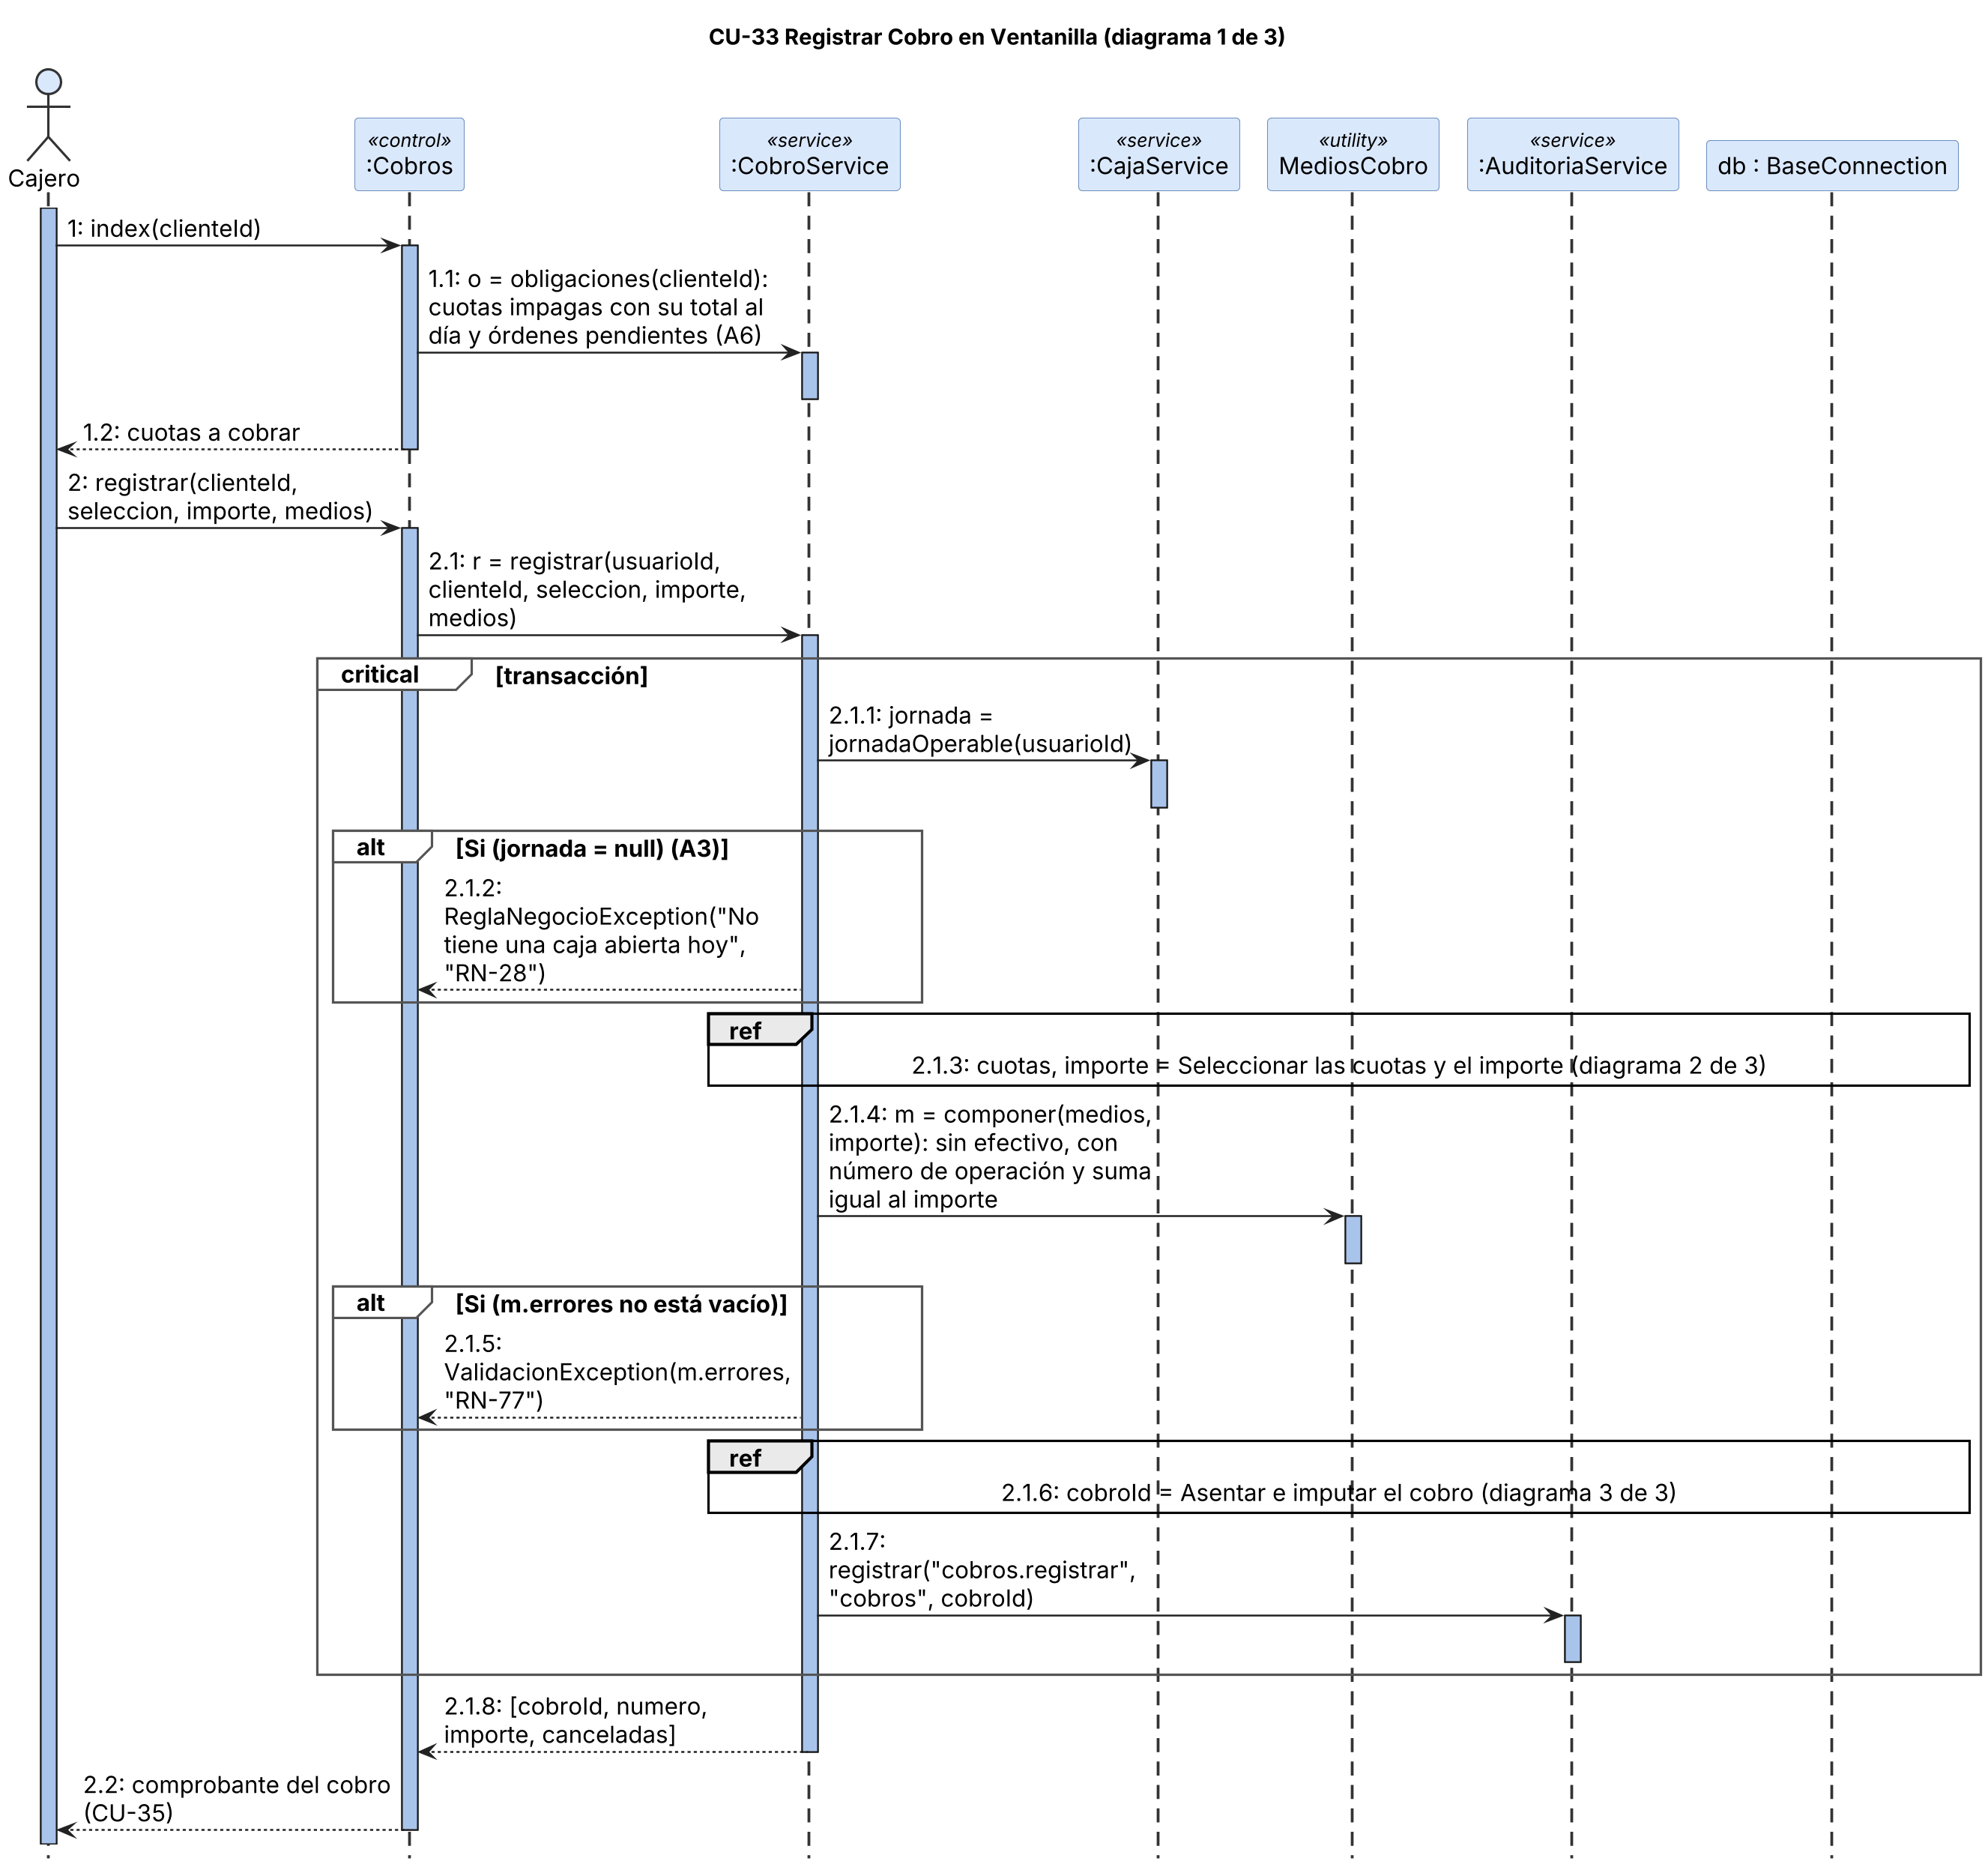 CU-33 Registrar Cobro en Ventanilla (diagrama 1 de 3)
Cajero
«control»
:Cobros
«service»
:CobroService
«service»
:CajaService
«utility»
MediosCobro
«service»
:AuditoriaService
db : BaseConnection
1: index(clienteId)
1.1: o = obligaciones(clienteId):
cuotas impagas con su total al
día y órdenes pendientes (A6)
1.2: cuotas a cobrar
2: registrar(clienteId,
seleccion, importe, medios)
2.1: r = registrar(usuarioId,
clienteId, seleccion, importe,
medios)
critical [transacción]
2.1.1: jornada =
jornadaOperable(usuarioId)
alt [Si (jornada = null) (A3)]
2.1.2:
ReglaNegocioException("No
tiene una caja abierta hoy",
"RN-28")
ref
2.1.3: cuotas, importe = Seleccionar las cuotas y el importe (diagrama 2 de 3)
2.1.4: m = componer(medios,
importe): sin efectivo, con
número de operación y suma
igual al importe
alt [Si (m.errores no está vacío)]
2.1.5:
ValidacionException(m.errores,
"RN-77")
ref
2.1.6: cobroId = Asentar e imputar el cobro (diagrama 3 de 3)
2.1.7:
registrar("cobros.registrar",
"cobros", cobroId)
2.1.8: [cobroId, numero,
importe, canceladas]
2.2: comprobante del cobro
(CU-35)